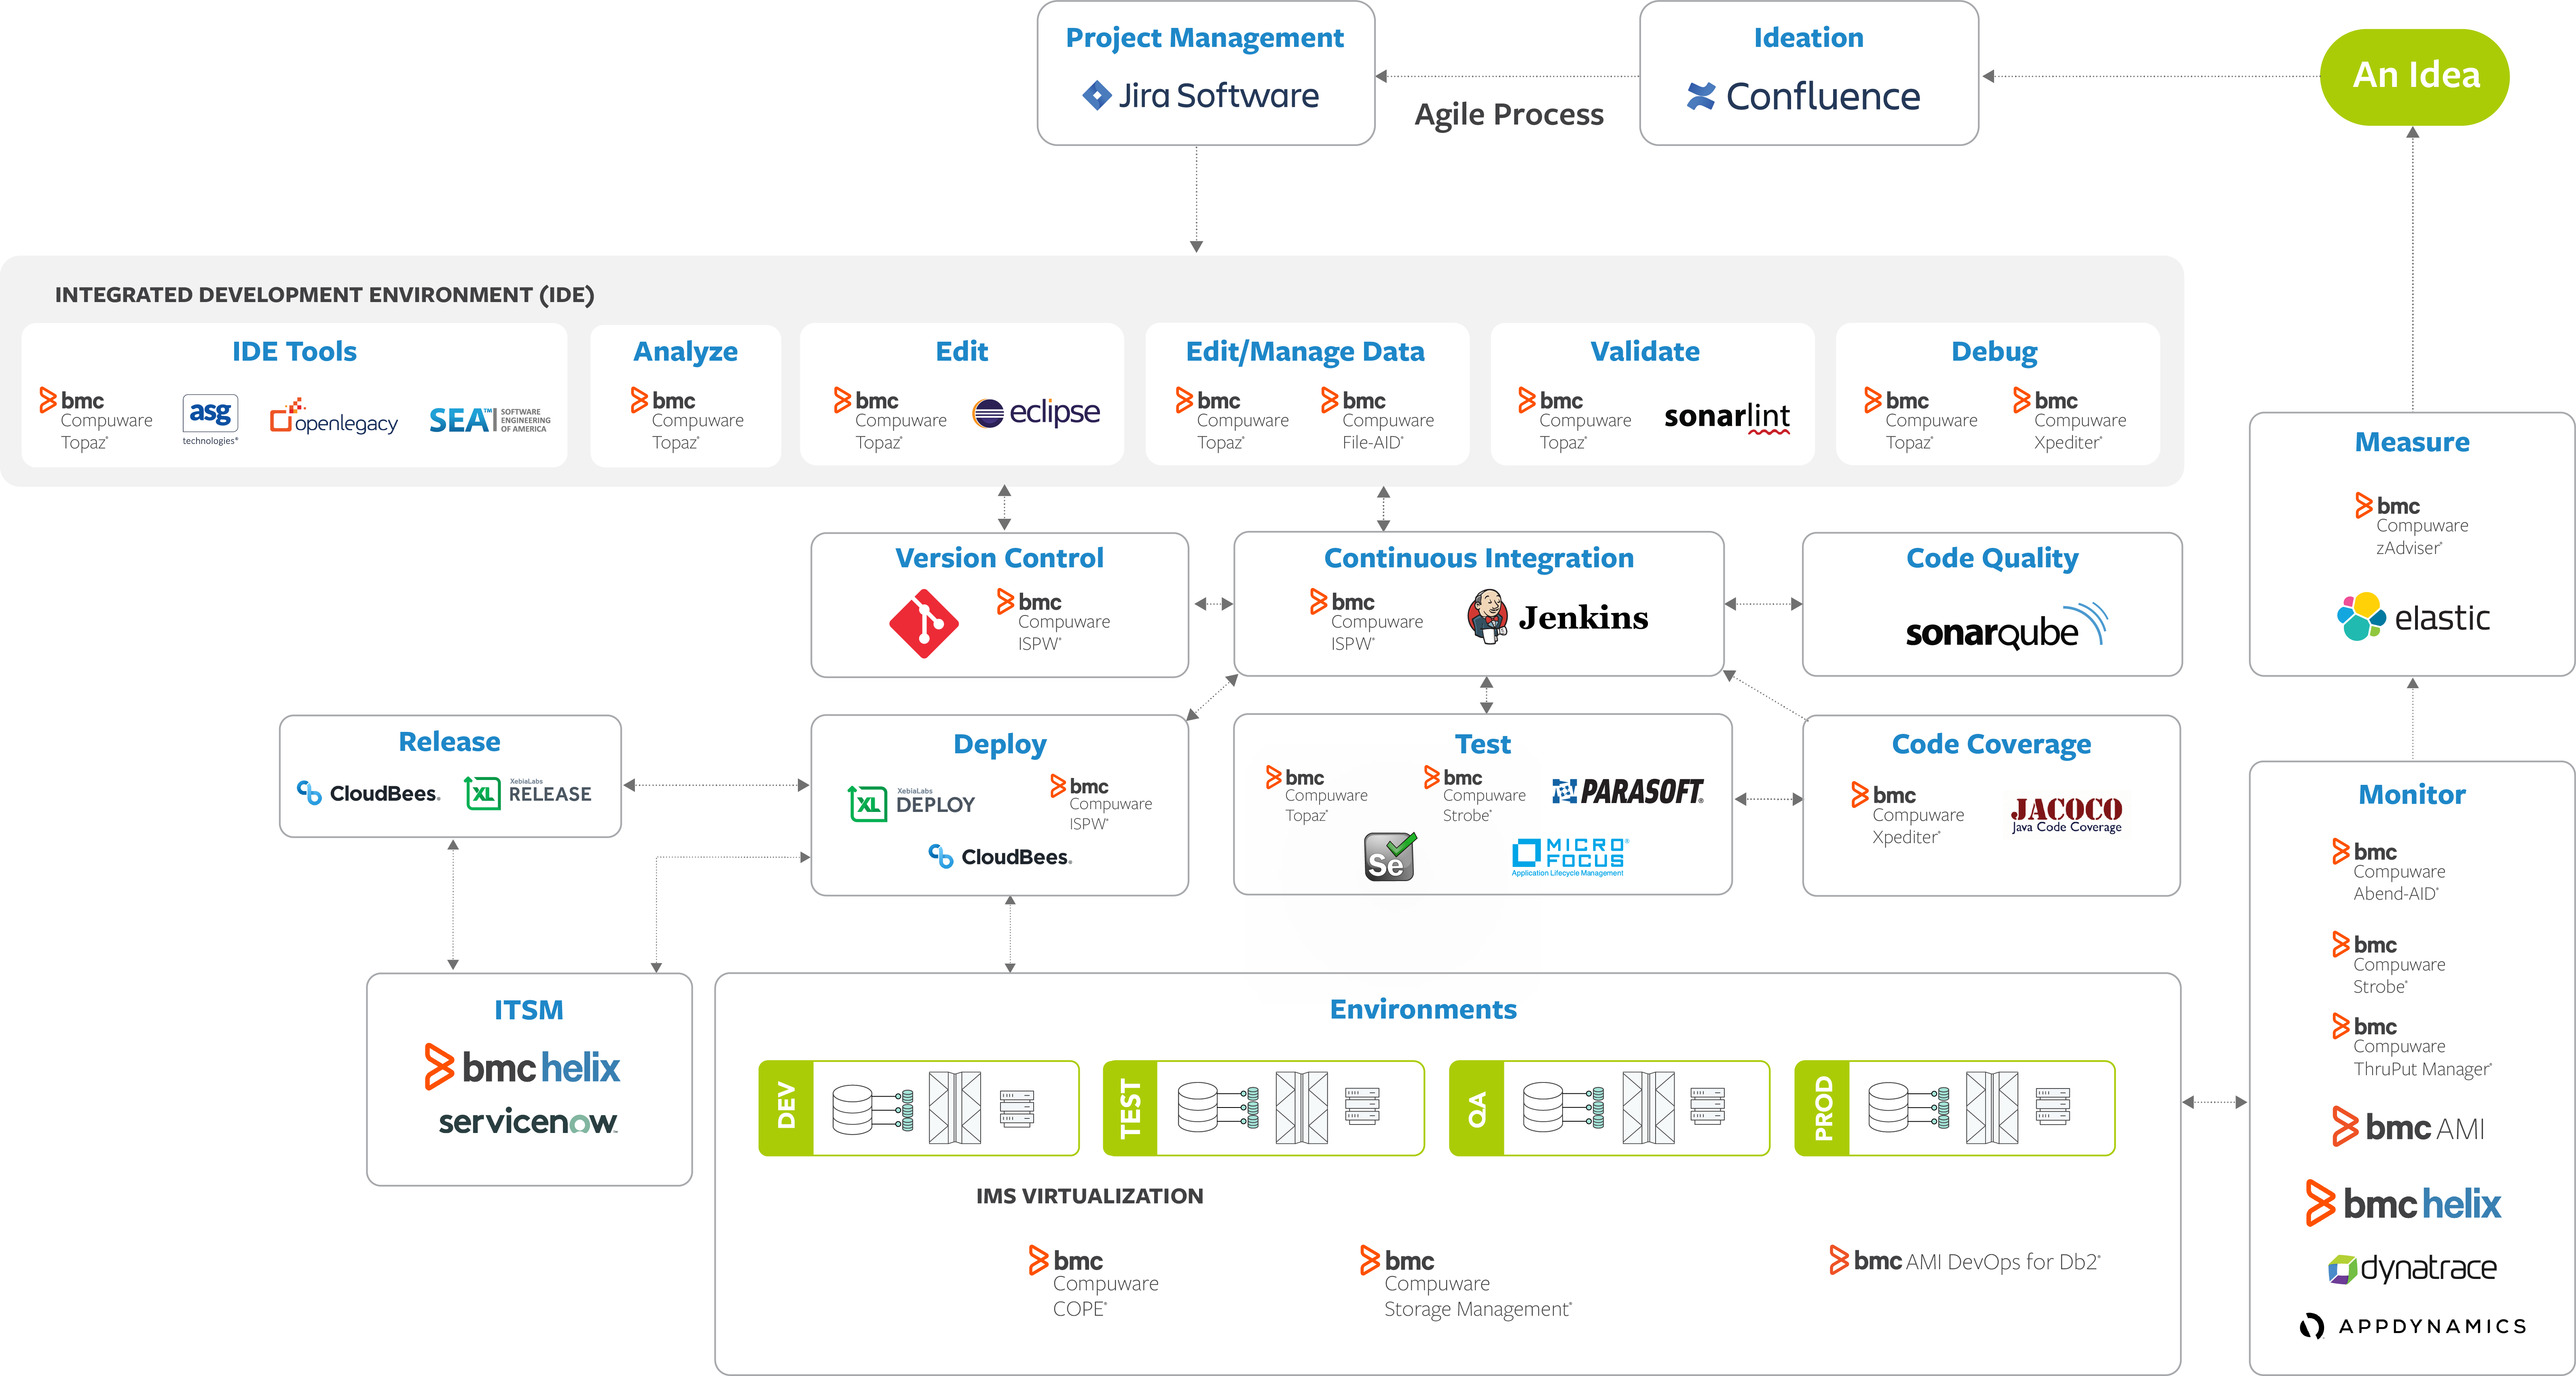 Project Management
Jira Software
Agile Process
Ideation
Confluence
An Idea
INTEGRATED DEVELOPMENT ENVIRONMENT (IDE)
IDE Tools
bmc
Compuware
Topaz®
asg
technologies®
openlegacy
SEA™ SOFTWARE
ENGINEERING
OF AMERICA
Analyze
bmc
Compuware
Topaz®
Edit
bmc
Compuware
Topaz®
eclipse
Edit/Manage Data
bmc
Compuware
Topaz®
bmc
Compuware
File-AID®
Validate
bmc
Compuware
Topaz®
sonarlint
Debug
bmc
Compuware
Topaz®
bmc
Compuware
Xpediter®
Version Control
bmc
Compuware
ISPW®
Continuous Integration
bmc
Compuware
ISPW®
Jenkins
Code Quality
sonarqube
Measure
bmc
Compuware
zAdviser®
elastic
Release
CloudBees®
XL
XebiaLabs
RELEASE
Deploy
XL
XebiaLabs
DEPLOY
bmc
Compuware
ISPW®
CloudBees®
Test
bmc
Compuware
Topaz®
bmc
Compuware
Strobe®
PARASOFT®
Se
MICRO
FOCUS®
Application Lifecycle Management
Code Coverage
bmc
Compuware
Xpediter®
JACOCO
Java Code Coverage
Monitor
bmc
Compuware
Abend-AID®
bmc
Compuware
Strobe®
bmc
Compuware
ThruPut Manager®
bmc AMI
bmc helix
dynatrace
APPDYNAMICS
ITSM
bmc helix
servicenow™
Environments
DEV
TEST
QA
PROD
IMS VIRTUALIZATION
bmc
Compuware
COPE®
bmc
Compuware
Storage Management®
bmc AMI DevOps for Db2®